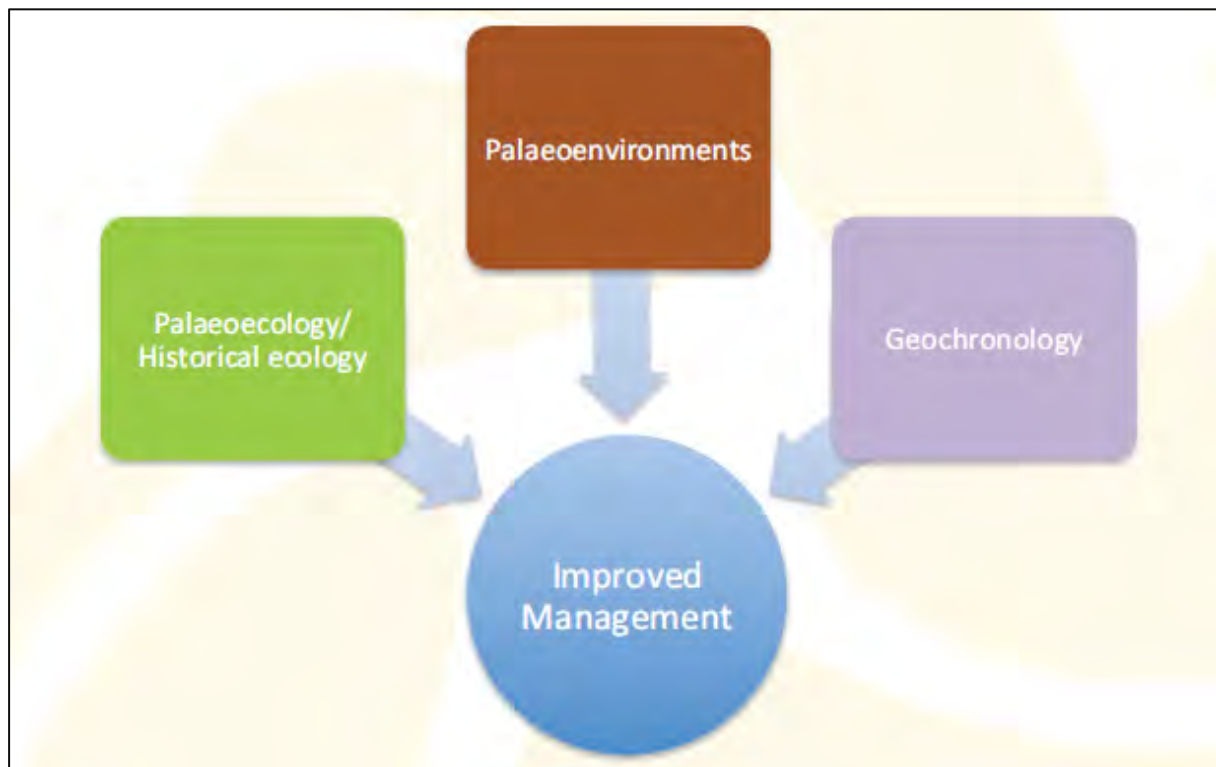 Palaeoenvironments
Palaeoecology/
Historical ecology
Geochronology
Improved
Management